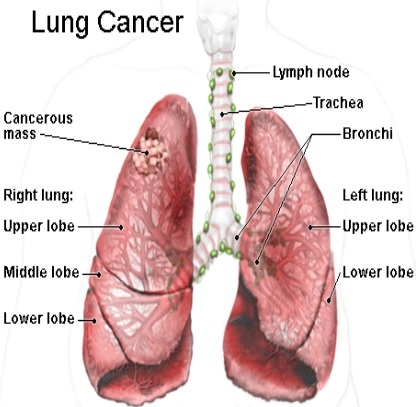 Lung Cancer
Lymph node
Trachea
Bronchi
Cancerous
mass
Right lung:
Upper lobe
Middle lobe
Lower lobe
Left lung:
Upper lobe
Lower lobe